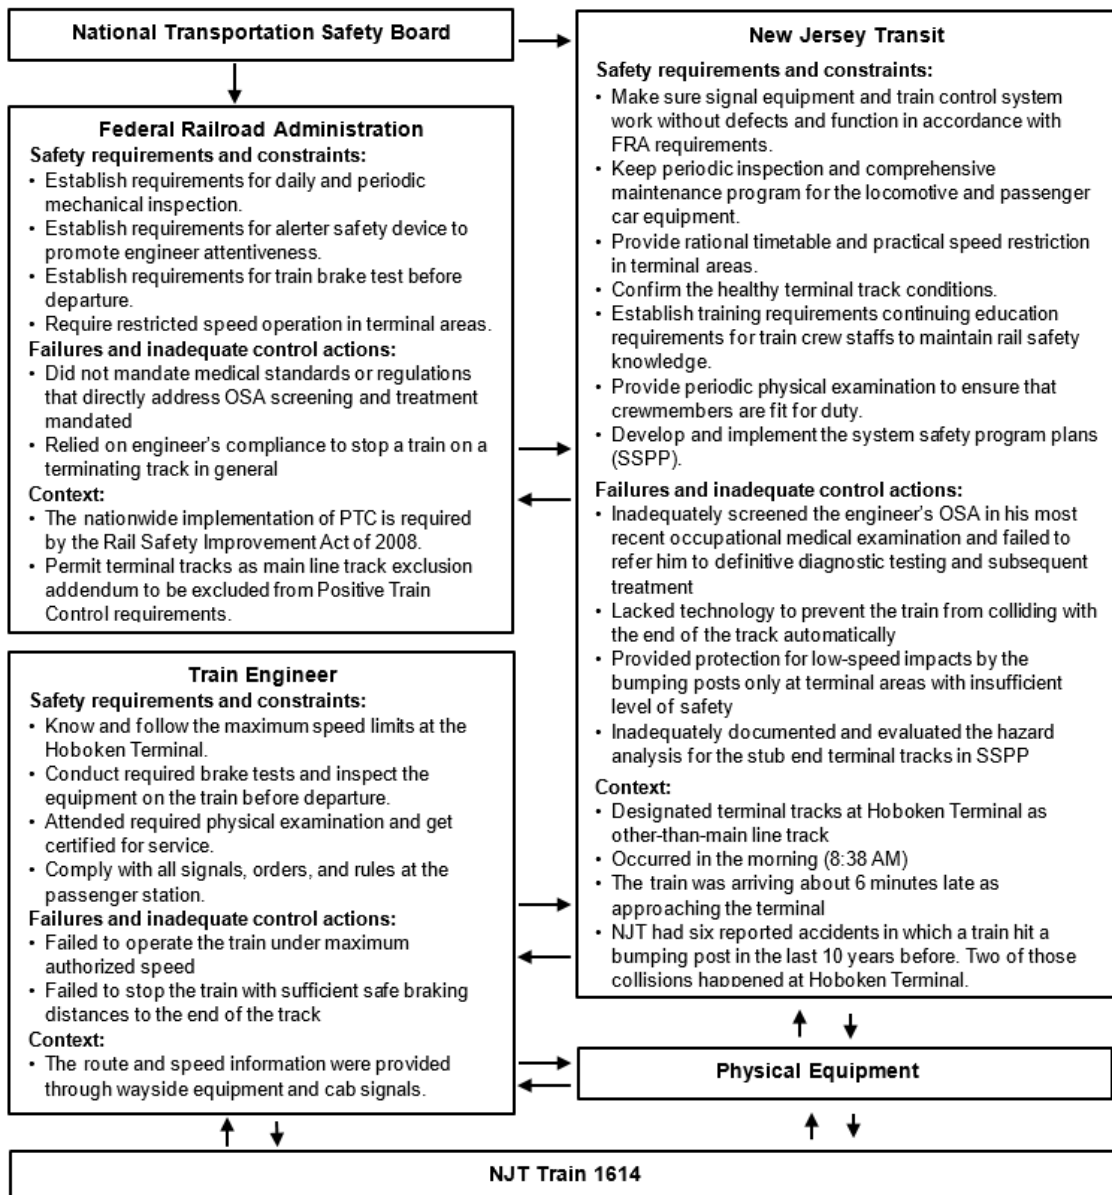 National Transportation Safety Board
Federal Railroad Administration
Safety requirements and constraints:
• Establish requirements for daily and periodic
mechanical inspection.
• Establish requirements for alerter safety device to
promote engineer attentiveness.
• Establish requirements for train brake test before
departure.
• Require restricted speed operation in terminal areas.
Failures and inadequate control actions:
• Did not mandate medical standards or regulations
that directly address OSA screening and treatment
mandated
• Relied on engineer's compliance to stop a train on a
terminating track in general
Context:
• The nationwide implementation of PTC is required
by the Rail Safety Improvement Act of 2008.
• Permit terminal tracks as main line track exclusion
addendum to be excluded from Positive Train
Control requirements.
Train Engineer
Safety requirements and constraints:
• Know and follow the maximum speed limits at the
Hoboken Terminal.
• Conduct required brake tests and inspect the
equipment on the train before departure.
• Attended required physical examination and get
certified for service.
• Comply with all signals, orders, and rules at the
passenger station.
Failures and inadequate control actions:
• Failed to operate the train under maximum
authorized speed
• Failed to stop the train with sufficient safe braking
distances to the end of the track
Context:
• The route and speed information were provided
through wayside equipment and cab signals.
New Jersey Transit
Safety requirements and constraints:
• Make sure signal equipment and train control system
work without defects and function in accordance with
FRA requirements.
• Keep periodic inspection and comprehensive
maintenance program for the locomotive and passenger
car equipment.
• Provide rational timetable and practical speed restriction
in terminal areas.
• Confirm the healthy terminal track conditions.
• Establish training requirements continuing education
requirements for train crew staffs to maintain rail safety
knowledge.
• Provide periodic physical examination to ensure that
crewmembers are fit for duty.
• Develop and implement the system safety program plans
(SSPP).
Failures and inadequate control actions:
• Inadequately screened the engineer's OSA in his most
recent occupational medical examination and failed to
refer him to definitive diagnostic testing and subsequent
treatment
• Lacked technology to prevent the train from colliding with
the end of the track automatically
• Provided protection for low-speed impacts by the
bumping posts only at terminal areas with insufficient
level of safety
• Inadequately documented and evaluated the hazard
analysis for the stub end terminal tracks in SSPP
Context:
• Designated terminal tracks at Hoboken Terminal as
other-than-main line track
• Occurred in the morning (8:38 AM)
• The train was arriving about 6 minutes late as
approaching the terminal
• NJT had six reported accidents in which a train hit a
bumping post in the last 10 years before. Two of those
collisions happened at Hoboken Terminal.
Physical Equipment
NJT Train 1614